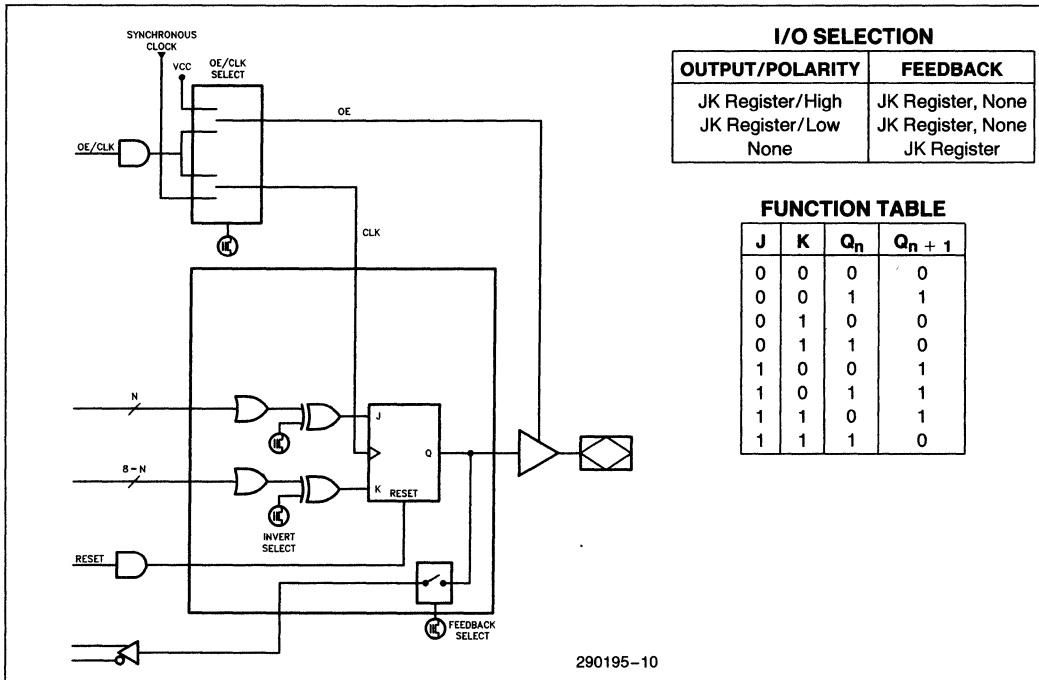 SYNCHRONOUS
CLOCK
VCC
OE/CLK
SELECT
OE
OE/CLK
CLK
N
J
Q
8-N
K
RESET
INVERT
SELECT
RESET
FEEDBACK
SELECT
290195-10
I/O SELECTION
OUTPUT/POLARITY FEEDBACK
JK Register/High JK Register, None
JK Register/Low JK Register, None
None JK Register
FUNCTION TABLE
J K Qn Qn + 1
0 0 0 0
0 0 1 1
0 1 0 0
0 1 1 0
1 0 0 1
1 0 1 1
1 1 0 1
1 1 1 0